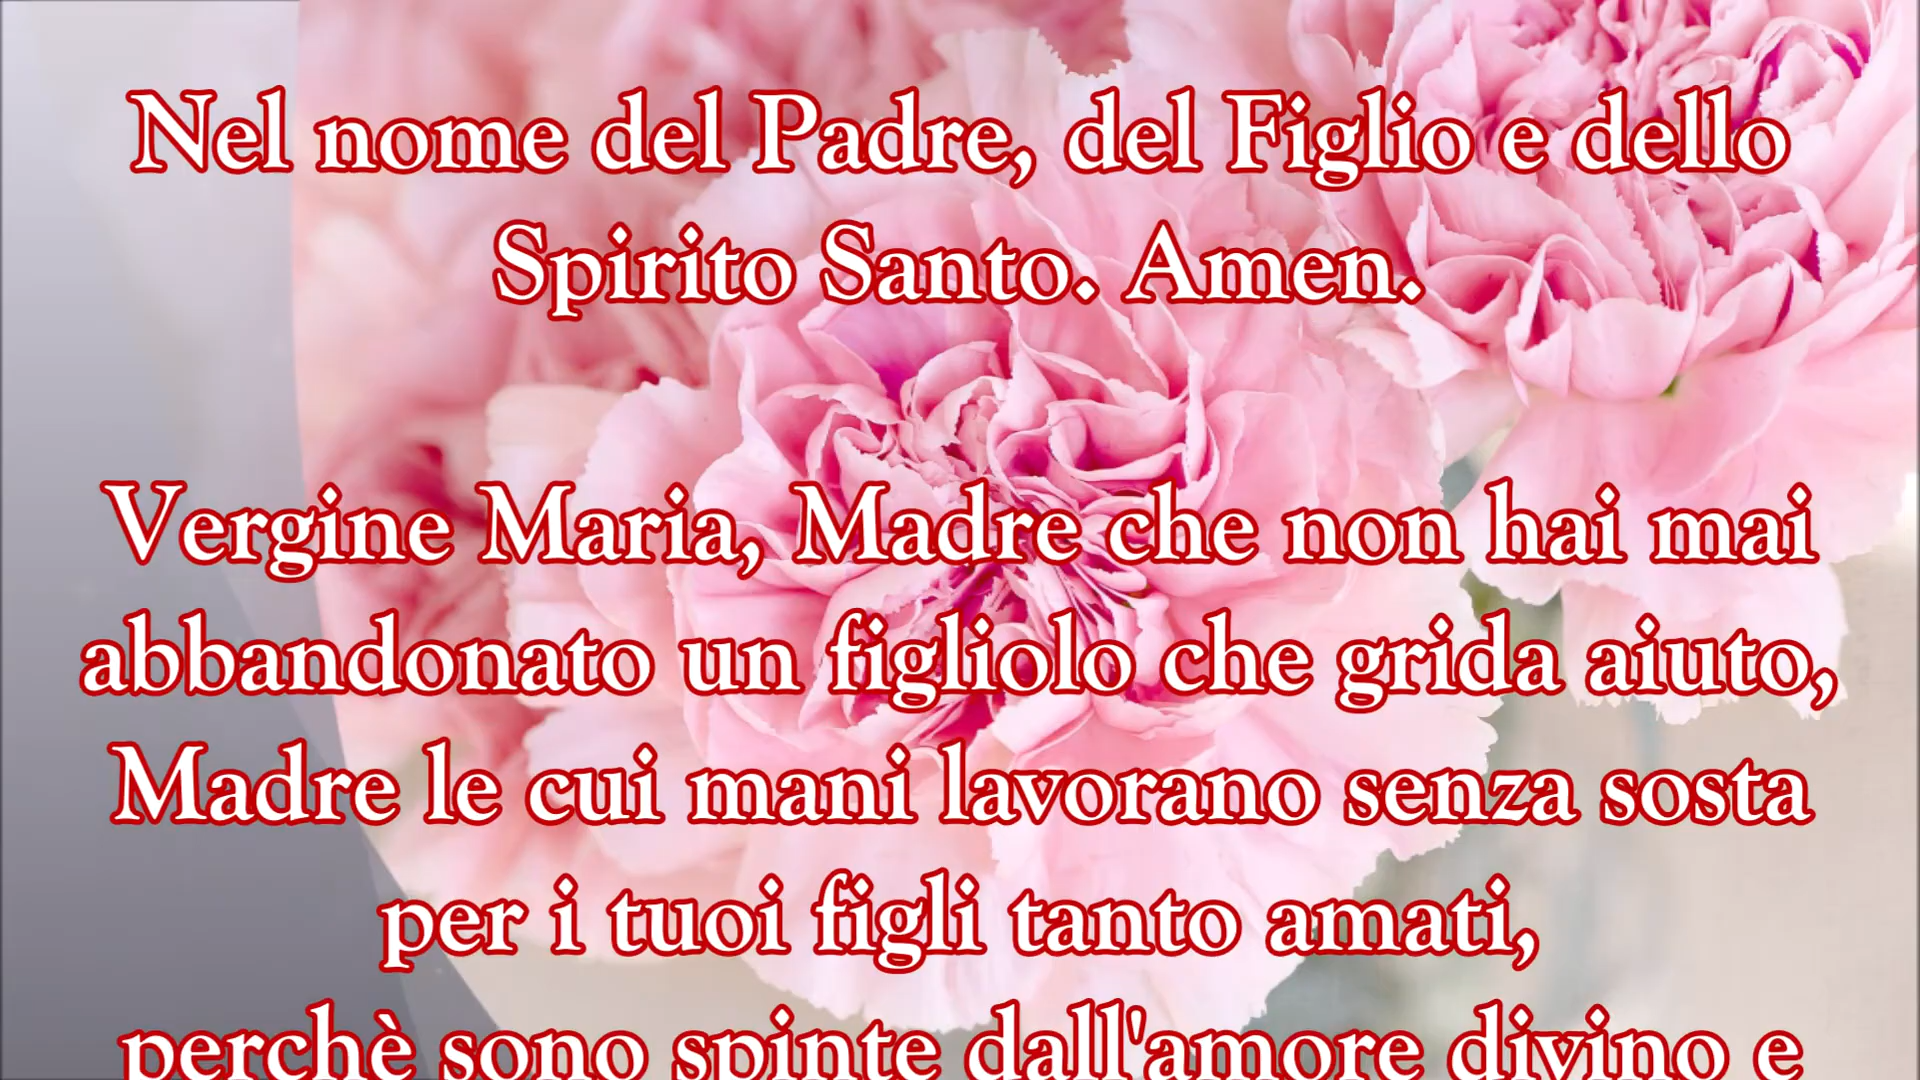 Nel nome del Padre, del Figlio e dello
Spirito Santo. Amen.
Vergine Maria, Madre che non hai mai
abbandonato un figliolo che grida aiuto,
Madre le cui mani lavorano senza sosta
per i tuoi figli tanto amati,
perchè sono spinte dall'amore divino e